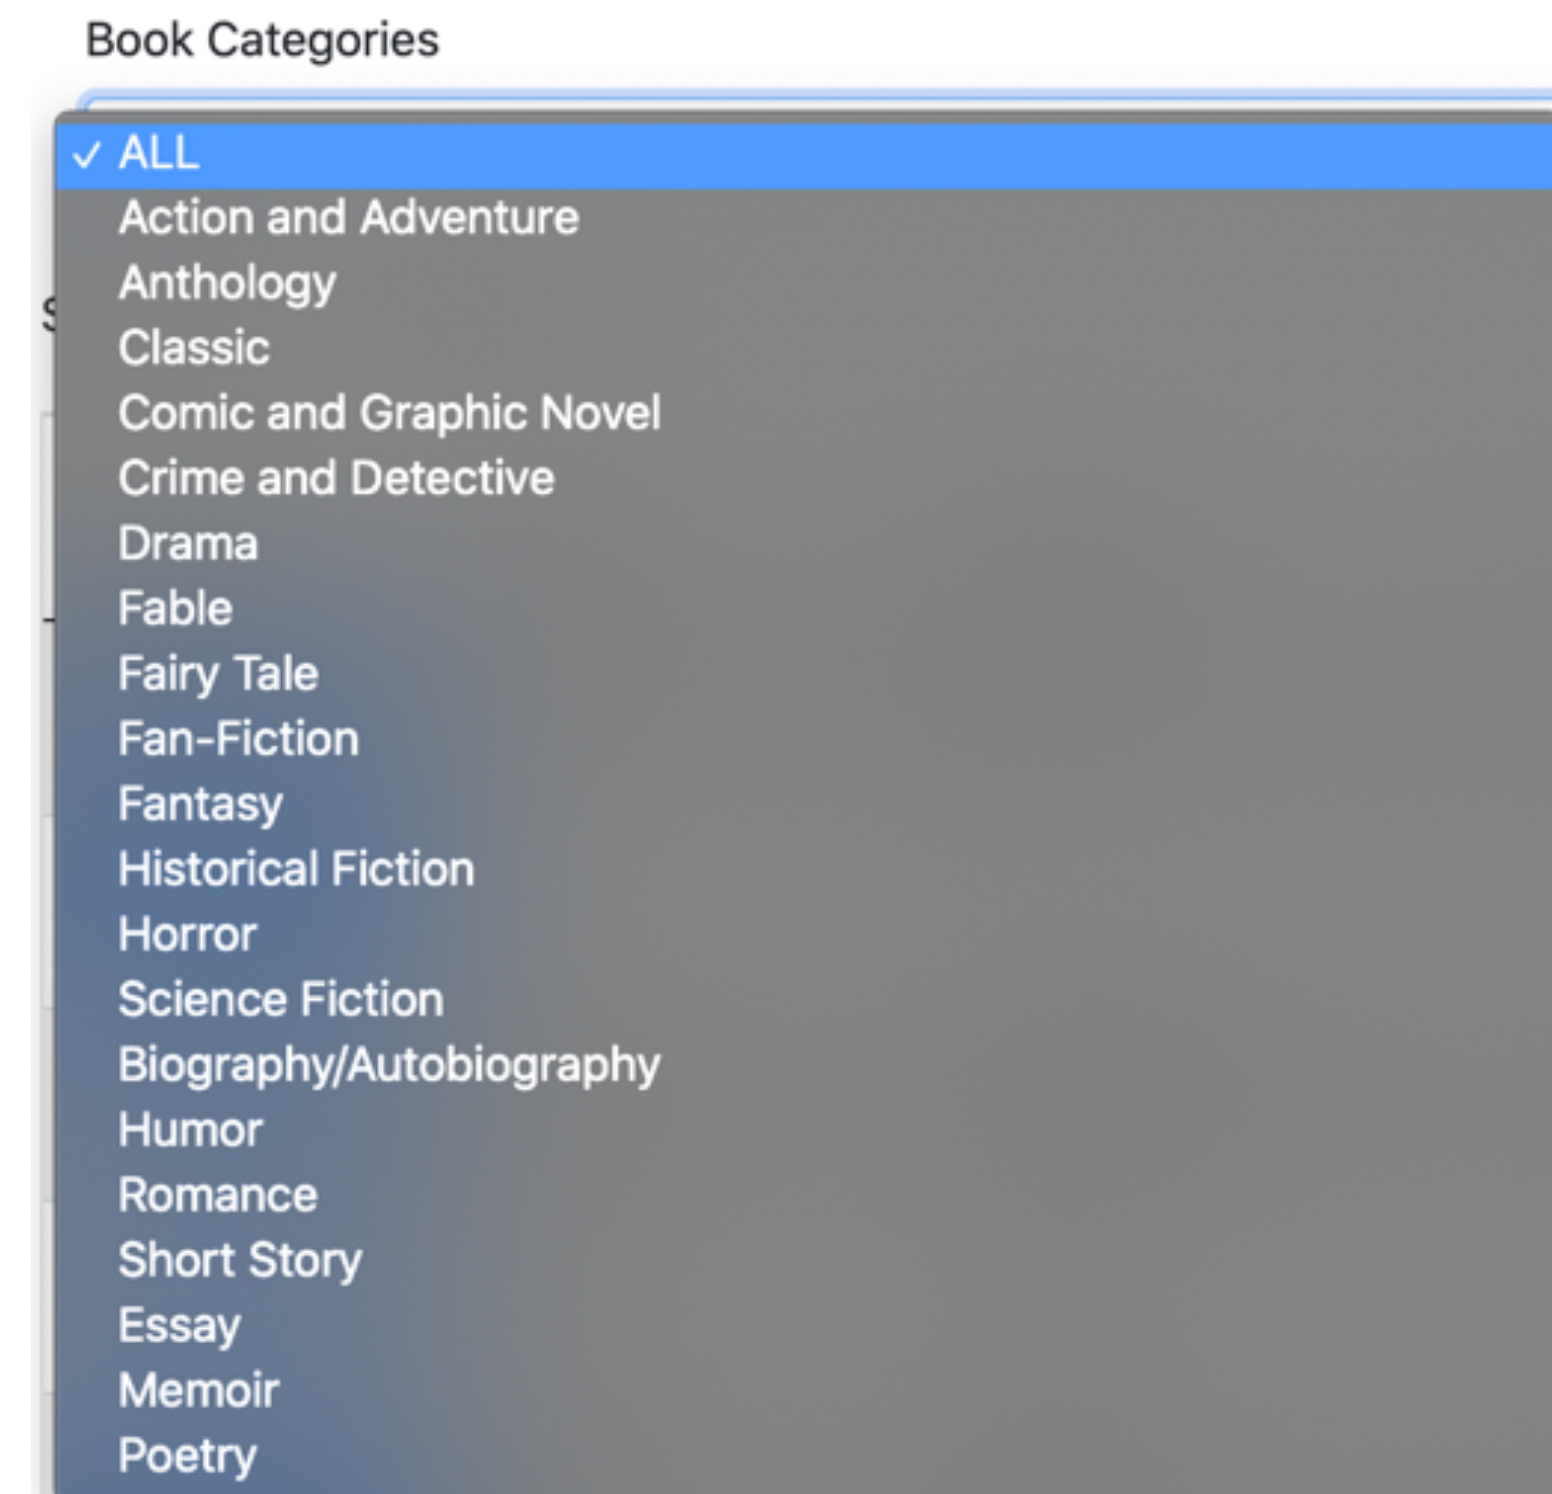 Book Categories
✓ ALL
Action and Adventure
Anthology
Classic
Comic and Graphic Novel
Crime and Detective
Drama
Fable
Fairy Tale
Fan-Fiction
Fantasy
Historical Fiction
Horror
Science Fiction
Biography/Autobiography
Humor
Romance
Short Story
Essay
Memoir
Poetry